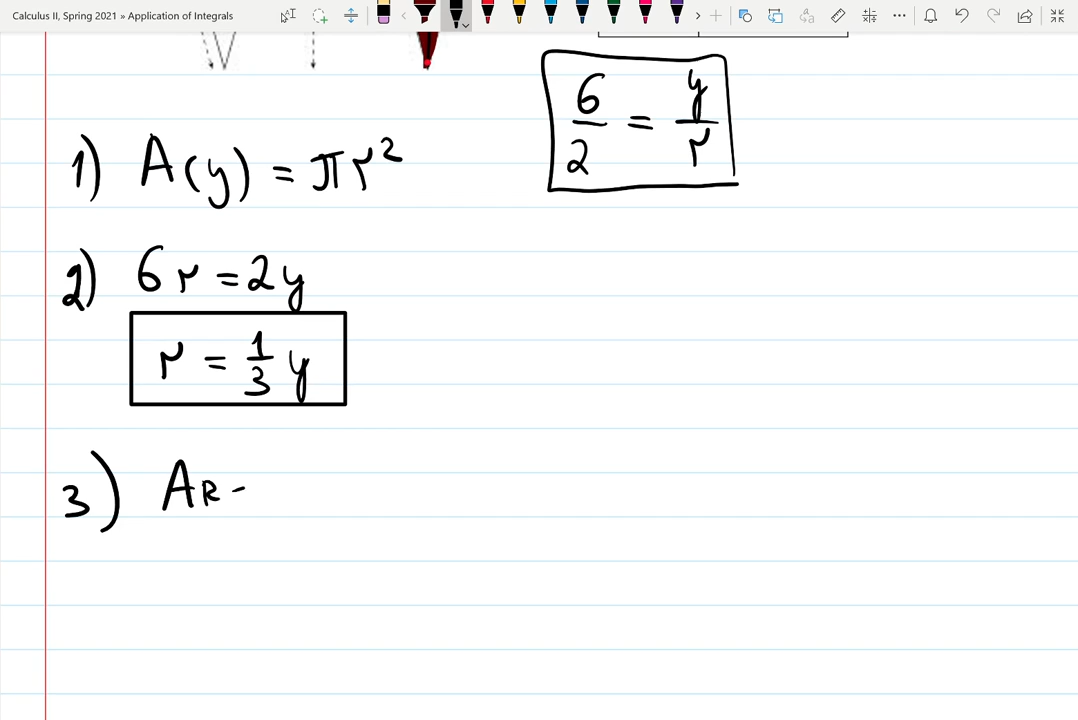 Calculus II, Spring 2021 » Application of Integrals
6/2 = y/r
1) A(y) = πr²
2) 6r = 2y
r = 1/3 y
3) AR -